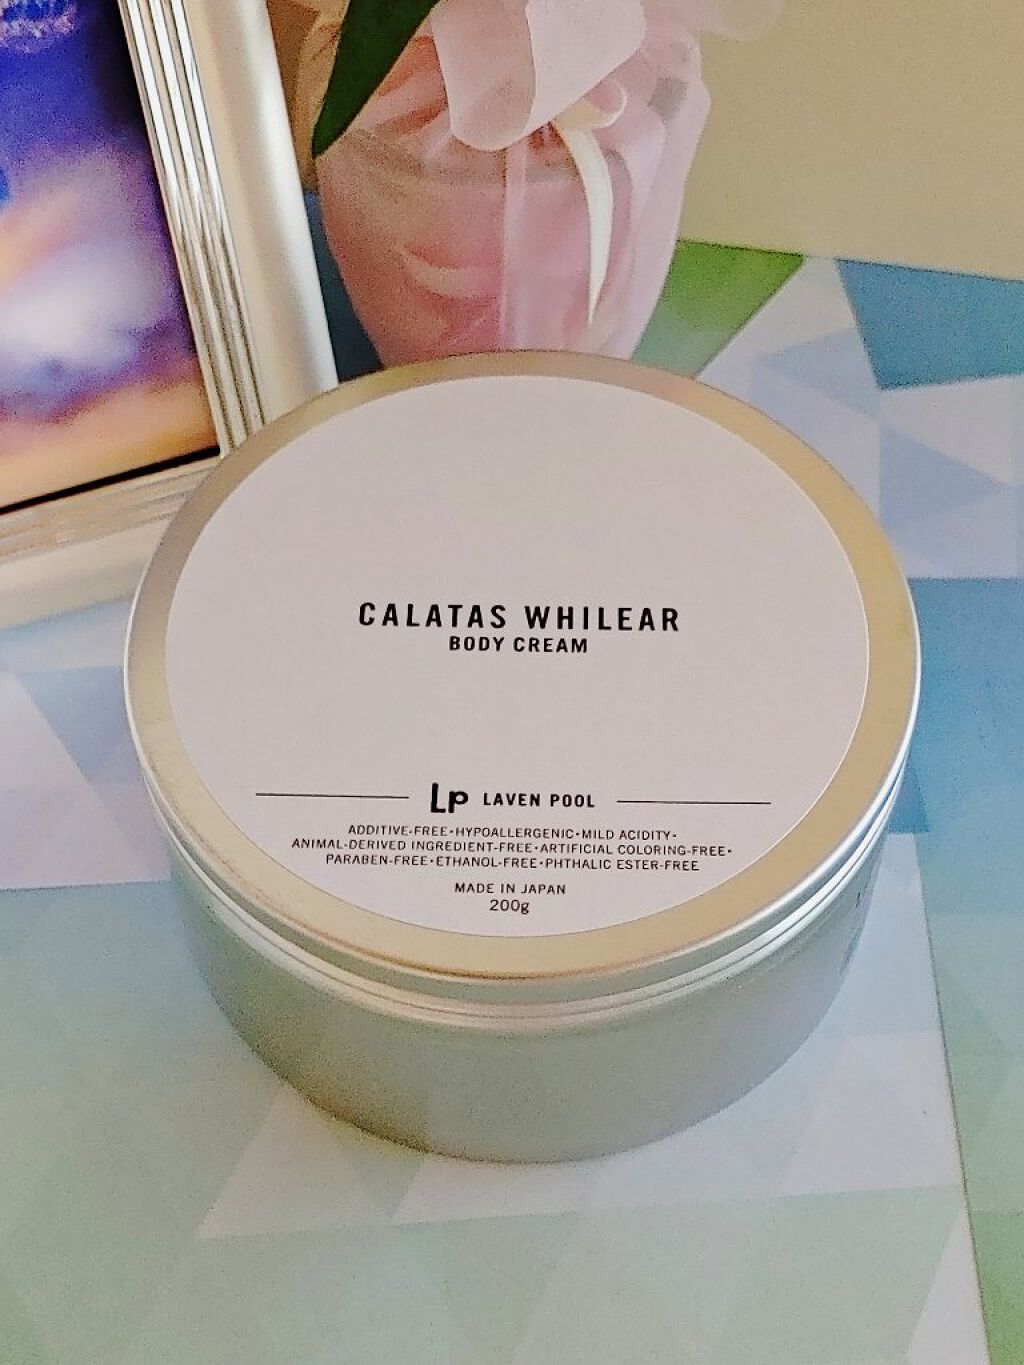 CALATAS WHILEAR
BODY CREAM
Lp LAVEN POOL
ADDITIVE-FREE・HYPOALLERGENIC・MILD ACIDITY・
ANIMAL-DERIVED INGREDIENT-FREE・ARTIFICIAL COLORING-FREE・
PARABEN-FREE・ETHANOL-FREE・PHTHALIC ESTER-FREE
MADE IN JAPAN
200g